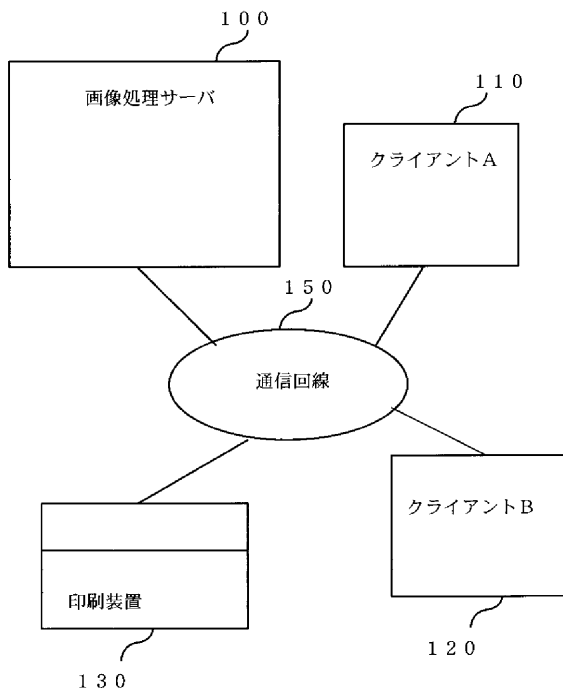 １００
画像処理サーバ
１１０
クライアントＡ
１５０
通信回線
クライアントＢ
印刷装置
１２０
１３０